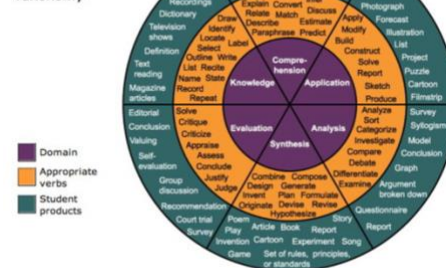 Recordings
Dictionary
Television
shows
Definition
Text
reading
Magazine
articles
Draw
Identify
Locate
Select
Label
Outline Write
List Recite
Name State
Record
Repeat
Explain Convert
Relate Match Discuss
Describe Estimate
Paraphrase Predict
Photograph
Forecast
Illustration
List
Project
Puzzle
Cartoon
Filmstrip
Apply
Modify
Build
Construct
Solve
Report
Sketch
Produce
Knowledge
Compre-
hension
Application
Evaluation
Synthesis
Analysis
Editorial
Conclusion
Valuing
Self-
evaluation
Group
discussion
Recommendation
Court trial
Survey
Solve
Critique
Criticize
Appraise
Assess
Conclude
Justify
Judge
Analyze
Sort
Categorize
Investigate
Compare
Debate
Differentiate
Examine
Survey
Syllogism
Model
Conclusion
Graph
Argument
broken down
Questionnaire
Report
Combine Compose
Design Generate
Invent Plan Formulate
Originate Devise Revise
Hypothesize
Poem
Play Article Book Report
Story
Invention Cartoon Experiment Song
Game Set of rules, principles,
or standards
Domain
Appropriate
verbs
Student
products